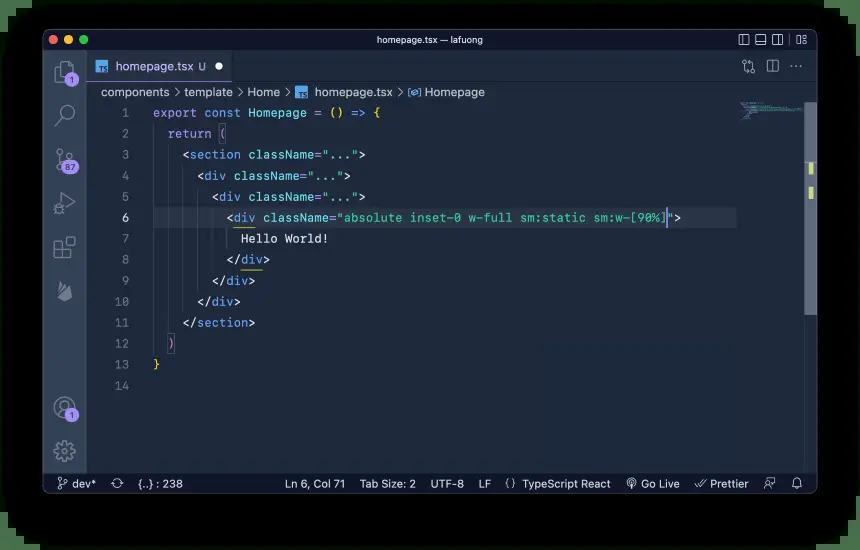 homepage.tsx — lafuong
homepage.tsx U
components > template > Home > homepage.tsx > Homepage
1 export const Homepage = () => {
2 return (
3 <section className="...">
4 <div className="...">
5 <div className="...">
6 <div className="absolute inset-0 w-full sm:static sm:w-[90%]">
7 Hello World!
8 </div>
9 </div>
10 </div>
11 </section>
12 )
13 }
14
1
87
1
dev* {..} : 238 Ln 6, Col 71 Tab Size: 2 UTF-8 LF {} TypeScript React Go Live Prettier